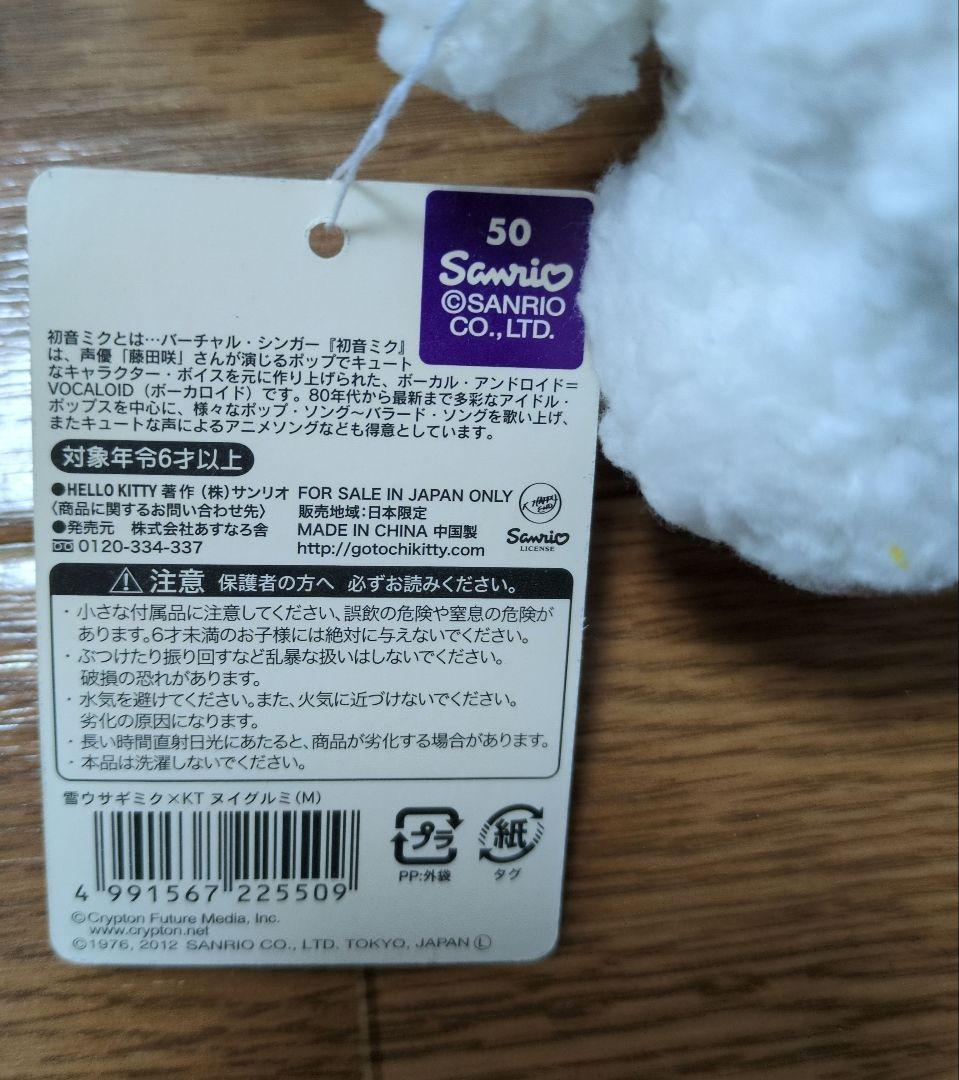 50
Sanrio
©SANRIO
CO., LTD.
初音ミクとは…バーチャル・シンガー『初音ミク』
は、声優「藤田咲」さんが演じるポップでキュート
なキャラクター・ボイスを元に作り上げられた、ボーカル・アンドロイド＝
VOCALOID（ボーカロイド）です。80年代から最新まで多彩なアイドル・
ポップスを中心に、様々なポップ・ソング〜バラード・ソングを歌い上げ、
またキュートな声によるアニメソングなども得意としています。
対象年令6才以上
●HELLO KITTY 著作（株）サンリオ
〈商品に関するお問い合わせ先〉
●発売元 株式会社あすなろ舎
0120-334-337
FOR SALE IN JAPAN ONLY
販売地域：日本限定
MADE IN CHINA 中国製
http://gotochikitty.com
Sanrio
LICENSE
注意 保護者の方へ 必ずお読みください。
・小さな付属品に注意してください、誤飲の危険や窒息の危険が
あります。6才未満のお子様には絶対に与えないでください。
・ぶつけたり振り回すなど乱暴な扱いはしないでください。
破損の恐れがあります。
・水気を避けてください。また、火気に近づけないでください。
劣化の原因になります。
・長い時間直射日光にあたると、商品が劣化する場合があります。
・本品は洗濯しないでください。
雪ウサギミク×KT ヌイグルミ(M)
4 991567 225509
プラ
PP:外袋
紙
タグ
©Crypton Future Media, Inc.
www.crypton.net
©1976, 2012 SANRIO CO., LTD. TOKYO, JAPAN Ⓛ